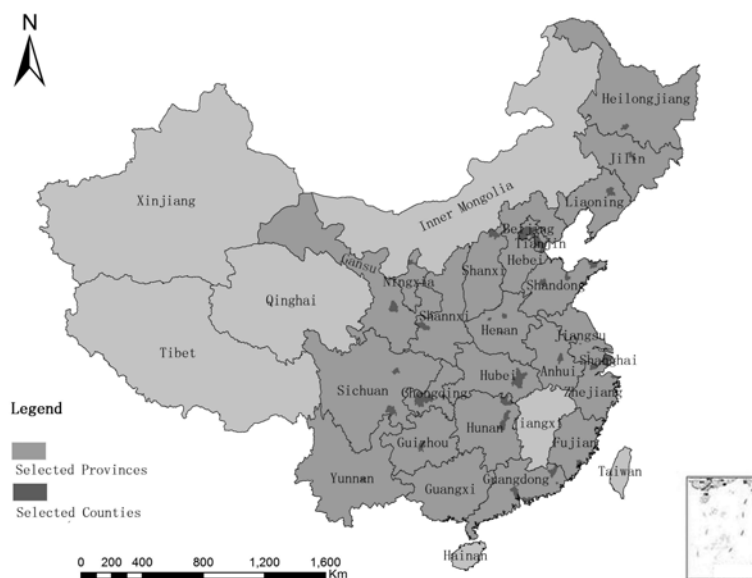 N
Heilongjiang
Jilin
Liaoning
Xinjiang
Inner Mongolia
Beijing
Tianjin
Hebei
Gansu
Ningxia
Shanxi
Shandong
Qinghai
Shannxi
Henan
Jiangsu
Tibet
Shanghai
Anhui
Hubei
Sichuan
Chongqing
Zhejiang
Hunan
Jiangxi
Guizhou
Fujian
Taiwan
Yunnan
Guangxi
Guangdong
Hainan
Legend
Selected Provinces
Selected Counties
0 200 400 800 1,200 1,600
Km